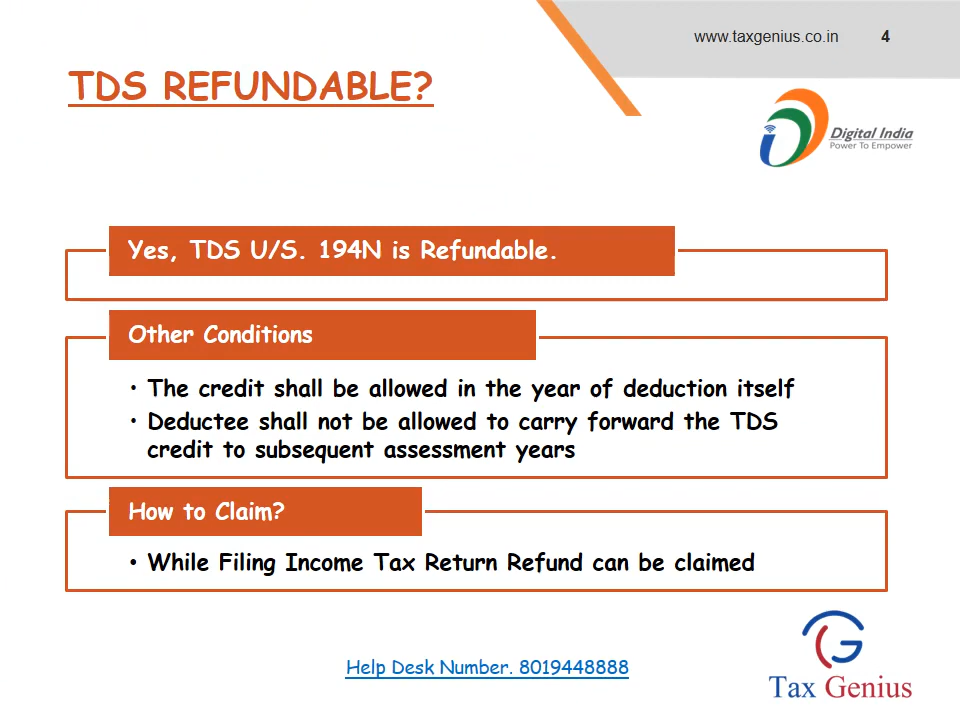 www.taxgenius.co.in 4
TDS REFUNDABLE?
Digital India
Power To Empower
Yes, TDS U/S. 194N is Refundable.
Other Conditions
• The credit shall be allowed in the year of deduction itself
• Deductee shall not be allowed to carry forward the TDS
credit to subsequent assessment years
How to Claim?
• While Filing Income Tax Return Refund can be claimed
Help Desk Number. 8019448888
Tax Genius